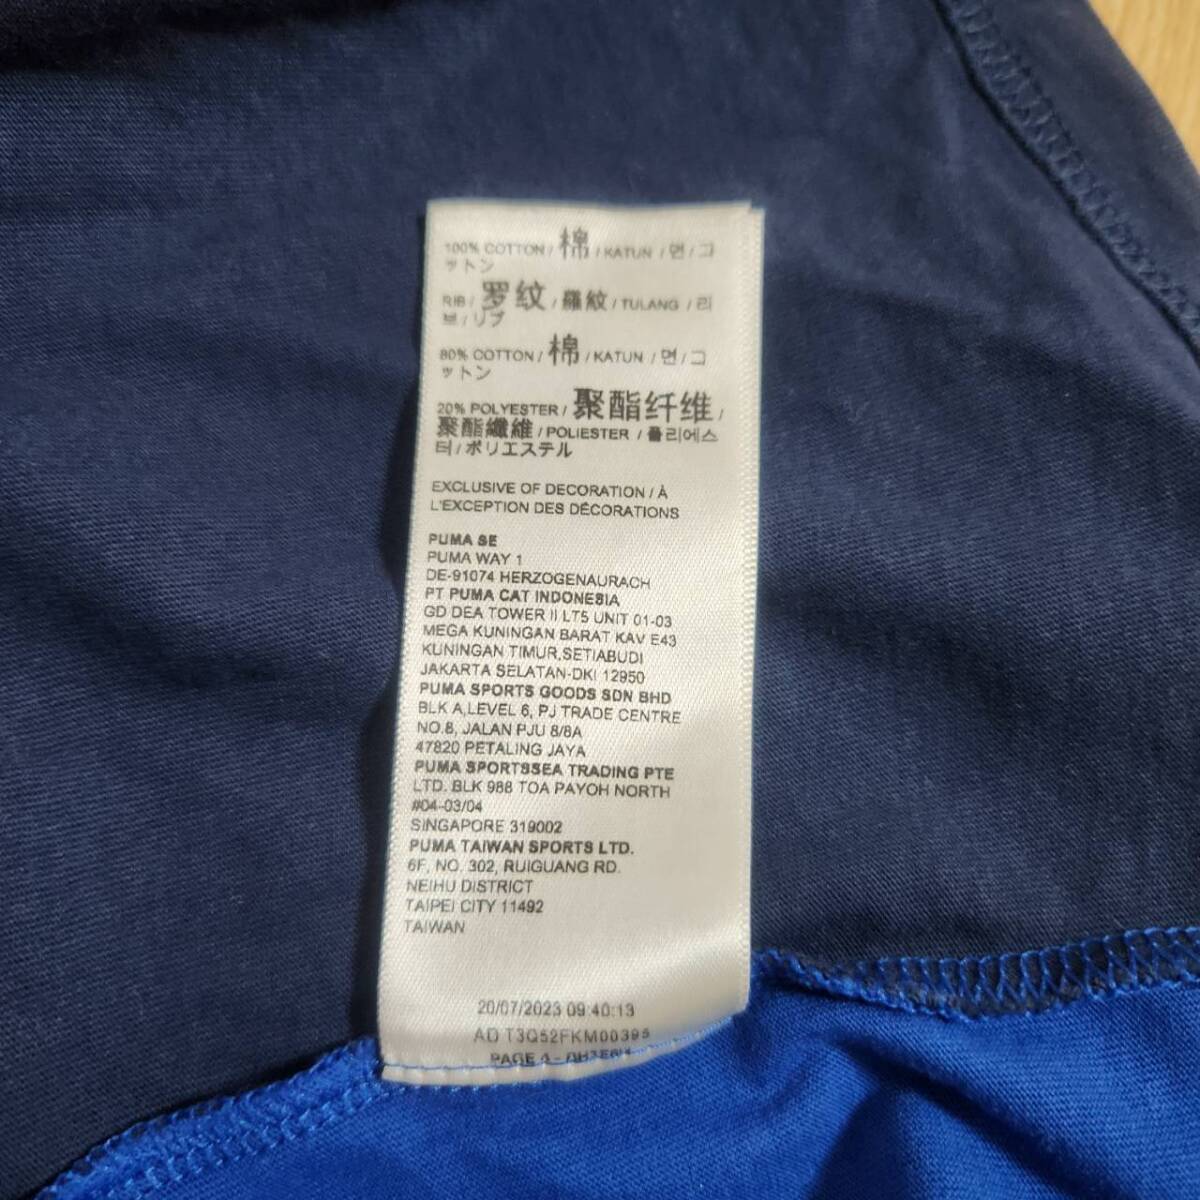 100% COTTON / 棉 / KATUN / 면 / コ
ットン
RIB / 罗纹 / 羅紋 / TULANG / 리
브 / リブ
80% COTTON / 棉 / KATUN / 면 / コ
ットン
20% POLYESTER / 聚酯纤维 /
聚酯纖維 / POLIESTER / 폴리에스
터 / ポリエステル
EXCLUSIVE OF DECORATION / À
L'EXCEPTION DES DÉCORATIONS
PUMA SE
PUMA WAY 1
DE-91074 HERZOGENAURACH
PT PUMA CAT INDONESIA
GD DEA TOWER II LT5 UNIT 01-03
MEGA KUNINGAN BARAT KAV E43
KUNINGAN TIMUR,SETIABUDI
JAKARTA SELATAN-DKI 12950
PUMA SPORTS GOODS SDN BHD
BLK A,LEVEL 6, PJ TRADE CENTRE
NO.8, JALAN PJU 8/8A
47820 PETALING JAYA
PUMA SPORTSSEA TRADING PTE
LTD. BLK 988 TOA PAYOH NORTH
#04-03/04
SINGAPORE 319002
PUMA TAIWAN SPORTS LTD.
6F, NO. 302, RUIGUANG RD.
NEIHU DISTRICT
TAIPEI CITY 11492
TAIWAN
20/07/2023 09:40:13
AD T3Q52FKM00395
PAGE 4 -